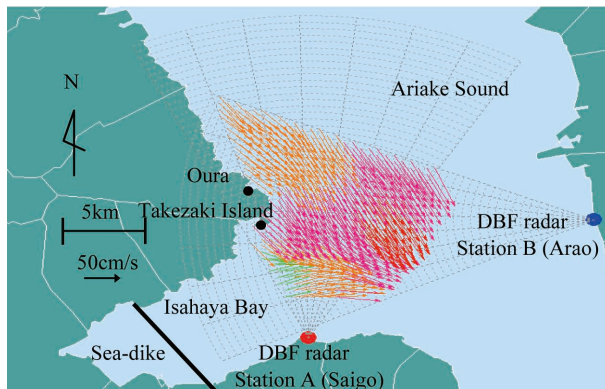 Ariake Sound
N
Oura
Takezaki Island
5km
50cm/s
DBF radar
Station B (Arao)
Isahaya Bay
Sea-dike
DBF radar
Station A (Saigo)